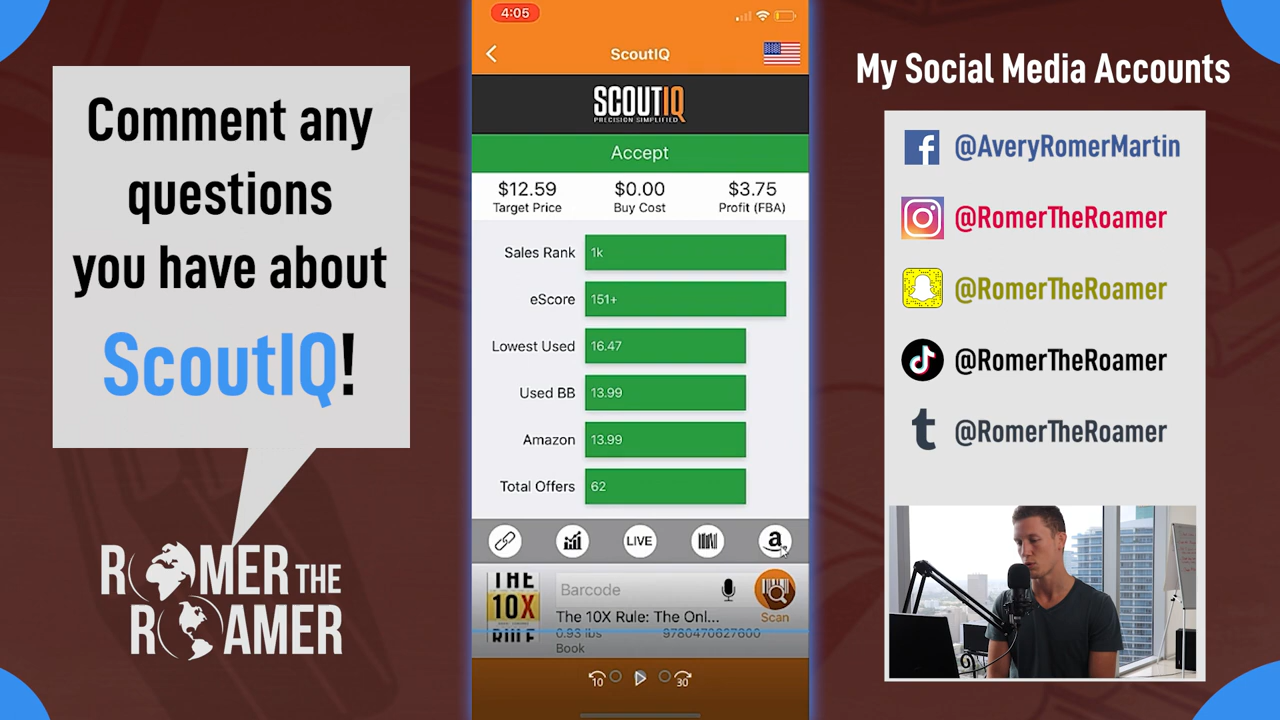 Comment any
questions
you have about
ScoutIQ!
ROMER THE
ROAMER
4:05
ScoutIQ
SCOUTIQ
PRECISION SIMPLIFIED
Accept
$12.59 $0.00 $3.75
Target Price Buy Cost Profit (FBA)
Sales Rank 1k
eScore 151+
Lowest Used 16.47
Used BB 13.99
Amazon 13.99
Total Offers 62
LIVE
a
THE
10X
RULE
Barcode
Scan
The 10X Rule: The Onl...
0.93 lbs 9780470627600
Book
10 30
My Social Media Accounts
f @AveryRomerMartin
@RomerTheRoamer
@RomerTheRoamer
@RomerTheRoamer
t @RomerTheRoamer